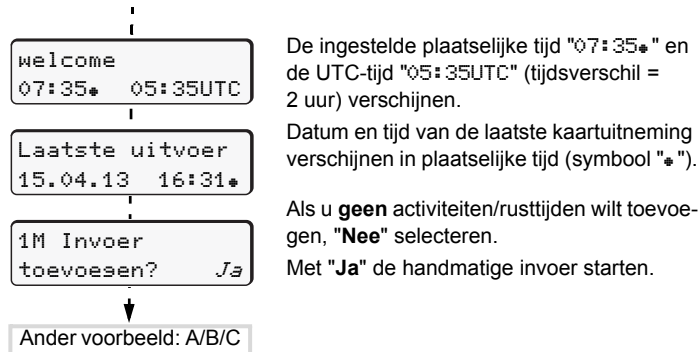 welcome
07:35• 05:35UTC
De ingestelde plaatselijke tijd "07:35•" en
de UTC-tijd "05:35UTC" (tijdsverschil =
2 uur) verschijnen.
Laatste uitvoer
15.04.13 16:31•
Datum en tijd van de laatste kaartuitneming
verschijnen in plaatselijke tijd (symbool "•").
1M Invoer
toevoegen? Ja
Als u geen activiteiten/rusttijden wilt toevoe-
gen, "Nee" selecteren.
Met "Ja" de handmatige invoer starten.
Ander voorbeeld: A/B/C